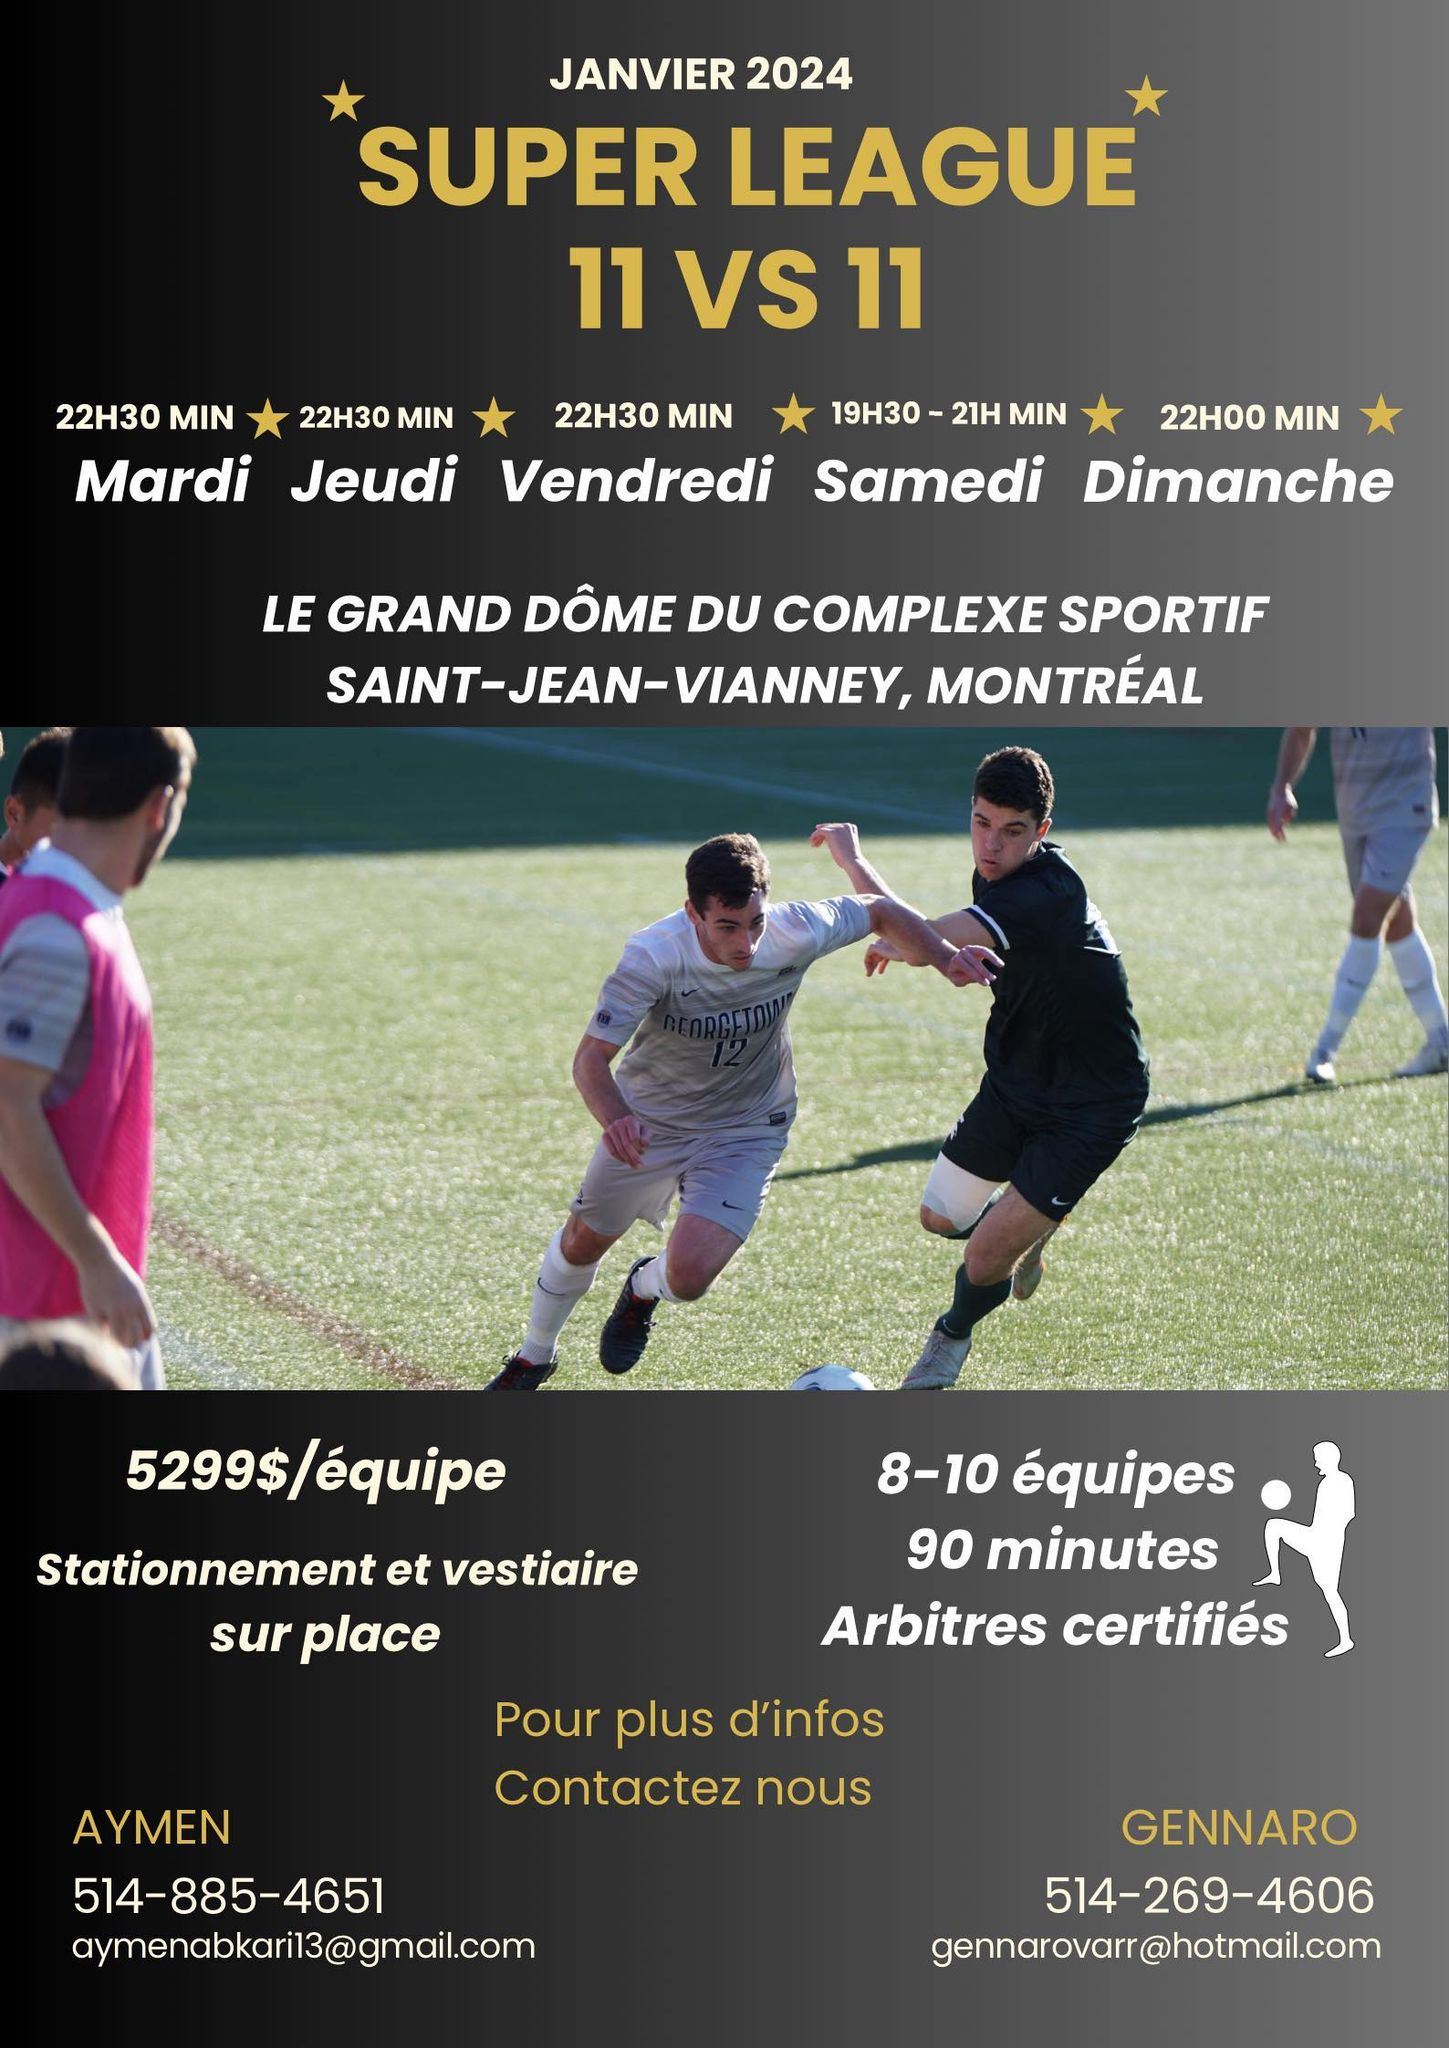 JANVIER 2024
SUPER LEAGUE
11 VS 11
22H30 MIN 22H30 MIN 22H30 MIN 19H30 - 21H MIN 22H00 MIN
Mardi Jeudi Vendredi Samedi Dimanche
LE GRAND DÔME DU COMPLEXE SPORTIF
SAINT-JEAN-VIANNEY, MONTRÉAL
GEORGETOWN
12
5299$/équipe
Stationnement et vestiaire
sur place
8-10 équipes
90 minutes
Arbitres certifiés
Pour plus d’infos
Contactez nous
AYMEN
514-885-4651
aymenabkari13@gmail.com
GENNARO
514-269-4606
gennarovarr@hotmail.com